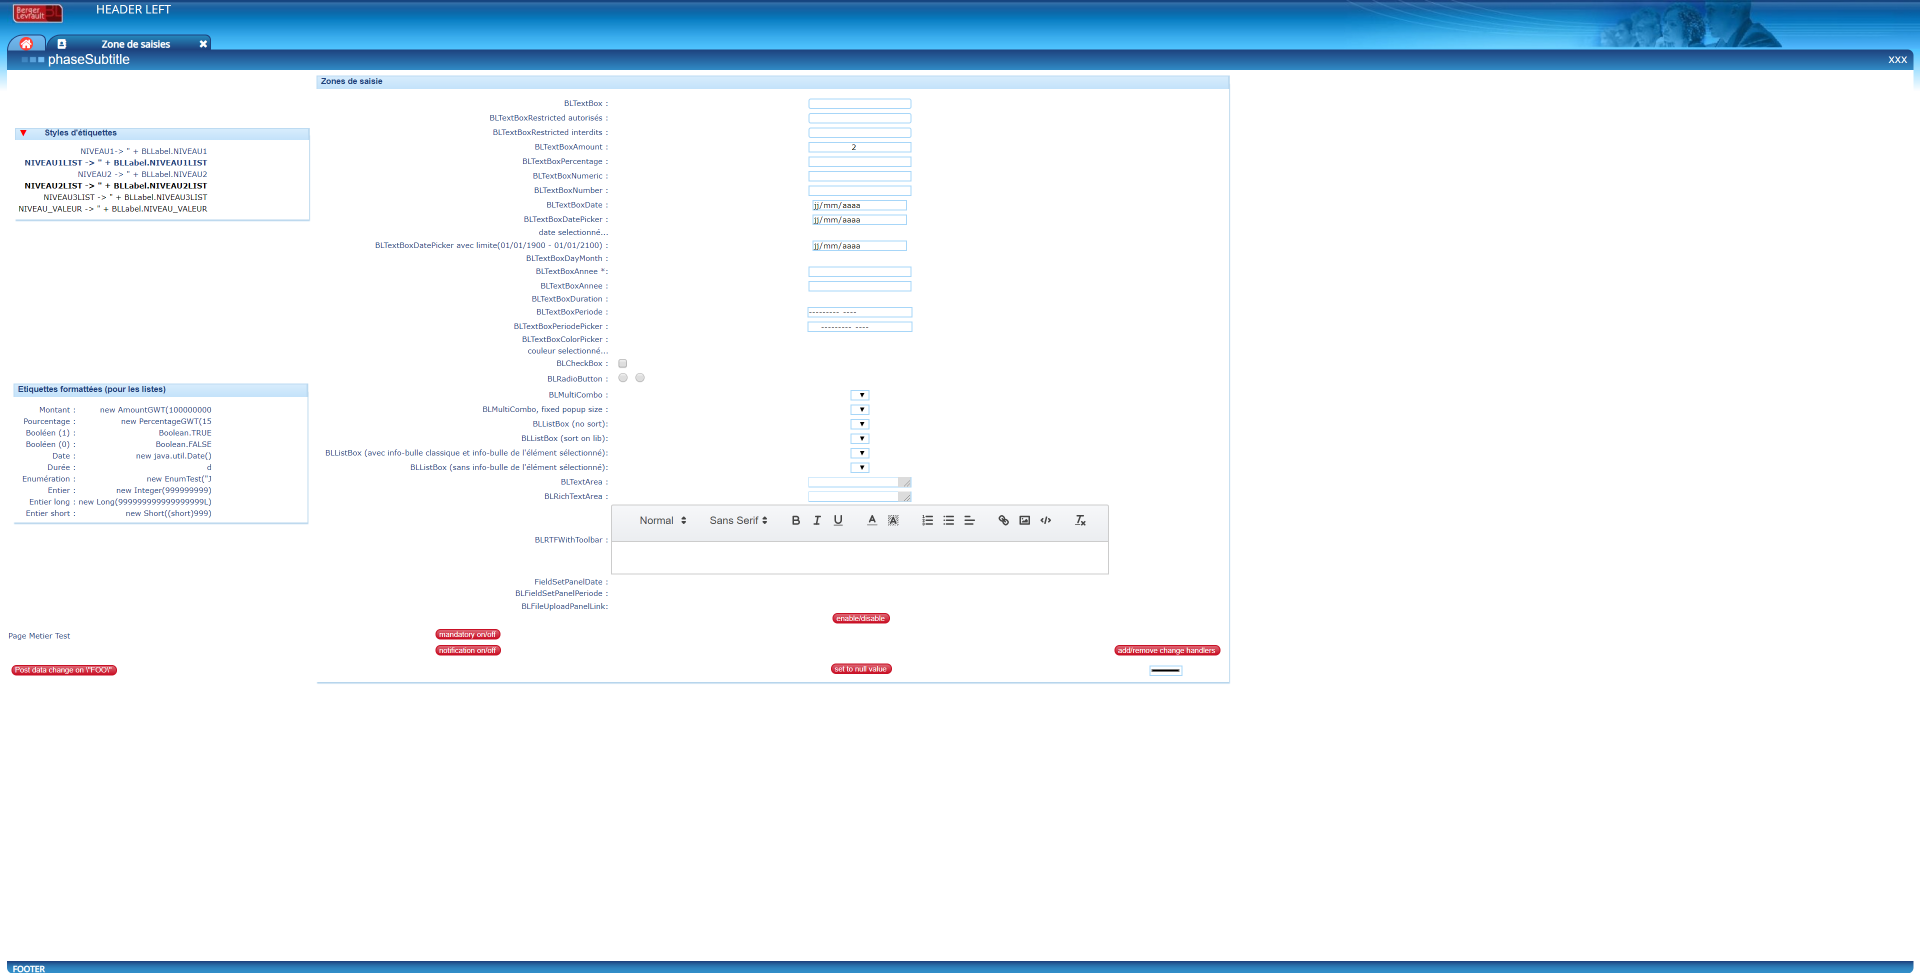 Berger Levrault BL
HEADER LEFT
Zone de saisies
phaseSubtitle
XXX
Zones de saisie
BLTextBox :
BLTextBoxRestricted autorisés :
BLTextBoxRestricted interdits :
BLTextBoxAmount :
2
BLTextBoxPercentage :
BLTextBoxNumeric :
BLTextBoxNumber :
BLTextBoxDate :
jj/mm/aaaa
BLTextBoxDatePicker :
jj/mm/aaaa
date selectionné...
BLTextBoxDatePicker avec limite(01/01/1900 - 01/01/2100) :
jj/mm/aaaa
BLTextBoxDayMonth :
BLTextBoxAnnee *:
BLTextBoxAnnee :
BLTextBoxDuration :
BLTextBoxPeriode :
--------- ----
BLTextBoxPeriodePicker :
--------- ----
BLTextBoxColorPicker :
couleur selectionné...
BLCheckBox :
BLRadioButton :
BLMultiCombo :
BLMultiCombo, fixed popup size :
BLListBox (no sort):
BLListBox (sort on lib):
BLListBox (avec info-bulle classique et info-bulle de l'élément sélectionné):
BLListBox (sans info-bulle de l'élément sélectionné):
BLTextArea :
BLRichTextArea :
Normal Sans Serif B I U A A
BLRTFWithToolbar :
FieldSetPanelDate :
BLFieldSetPanelPeriode :
BLFileUploadPanelLink:
enable/disable
mandatory on/off
notification on/off
add/remove change handlers
set to null value
Styles d'étiquettes
NIVEAU1-> " + BLLabel.NIVEAU1
NIVEAU1LIST -> " + BLLabel.NIVEAU1LIST
NIVEAU2 -> " + BLLabel.NIVEAU2
NIVEAU2LIST -> " + BLLabel.NIVEAU2LIST
NIVEAU3LIST -> " + BLLabel.NIVEAU3LIST
NIVEAU_VALEUR -> " + BLLabel.NIVEAU_VALEUR
Etiquettes formattées (pour les listes)
Montant : new AmountGWT(100000000
Pourcentage : new PercentageGWT(15
Booléen (1) : Boolean.TRUE
Booléen (0) : Boolean.FALSE
Date : new java.util.Date()
Durée : d
Enumération : new EnumTest("J
Entier : new Integer(999999999)
Entier long : new Long(9999999999999999999L)
Entier short : new Short((short)999)
Page Metier Test
Post data change on \"FOO\"
FOOTER